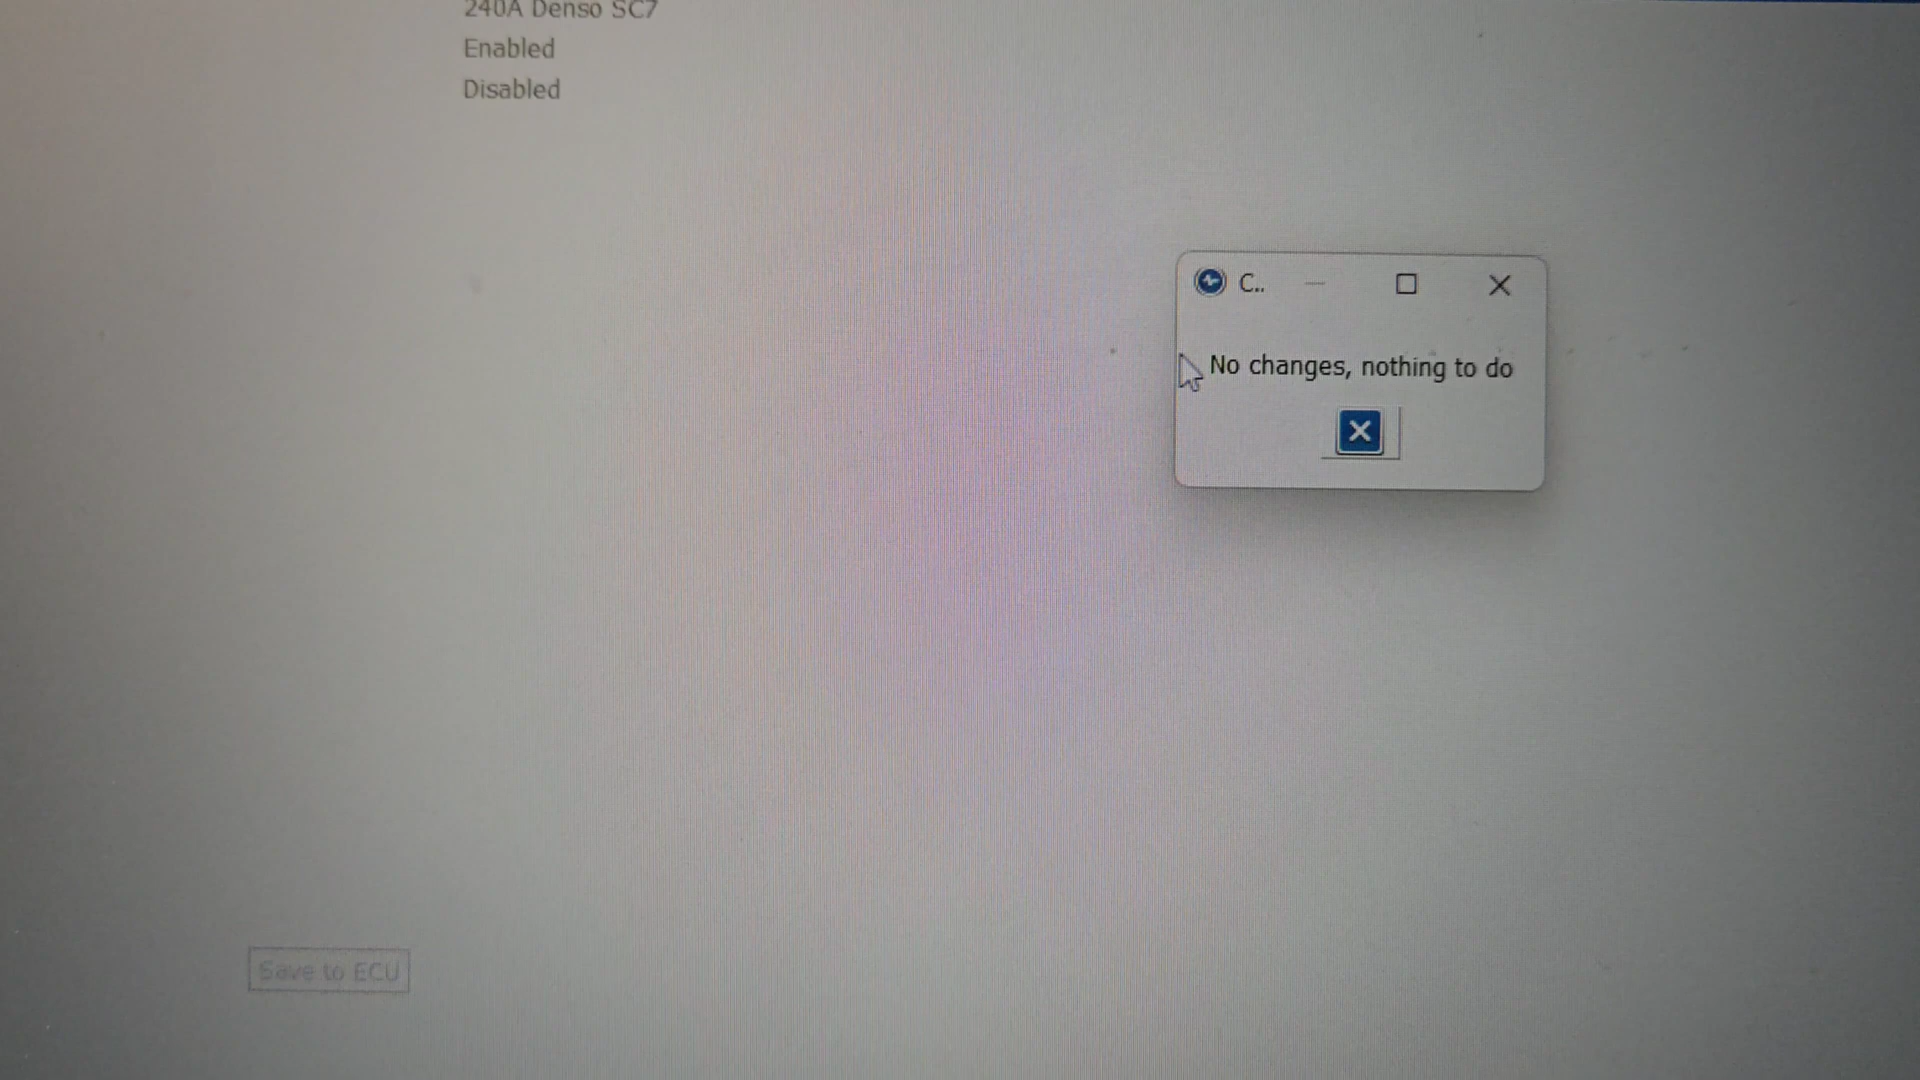 240A Denso SC7
Enabled
Disabled
C..
No changes, nothing to do
Save to ECU